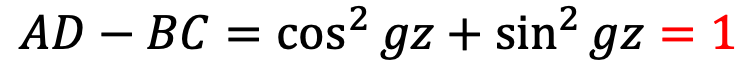 AD − BC = cos² gz + sin² gz = 1